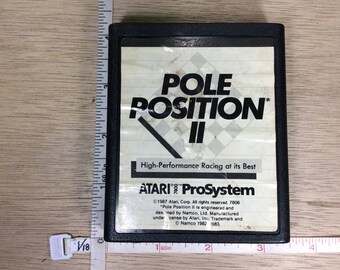 POLE
POSITION®
II
High-Performance Racing at its Best
ATARI 7800 ProSystem
©1987 Atari, Corp. All rights reserved. 7806
"Pole Position II is engineered and
designed by Namco, Ltd. Manufactured
under license by Atari, Inc. Trademark and
© Namco 1982 1983.
1/8
1
2
3
4